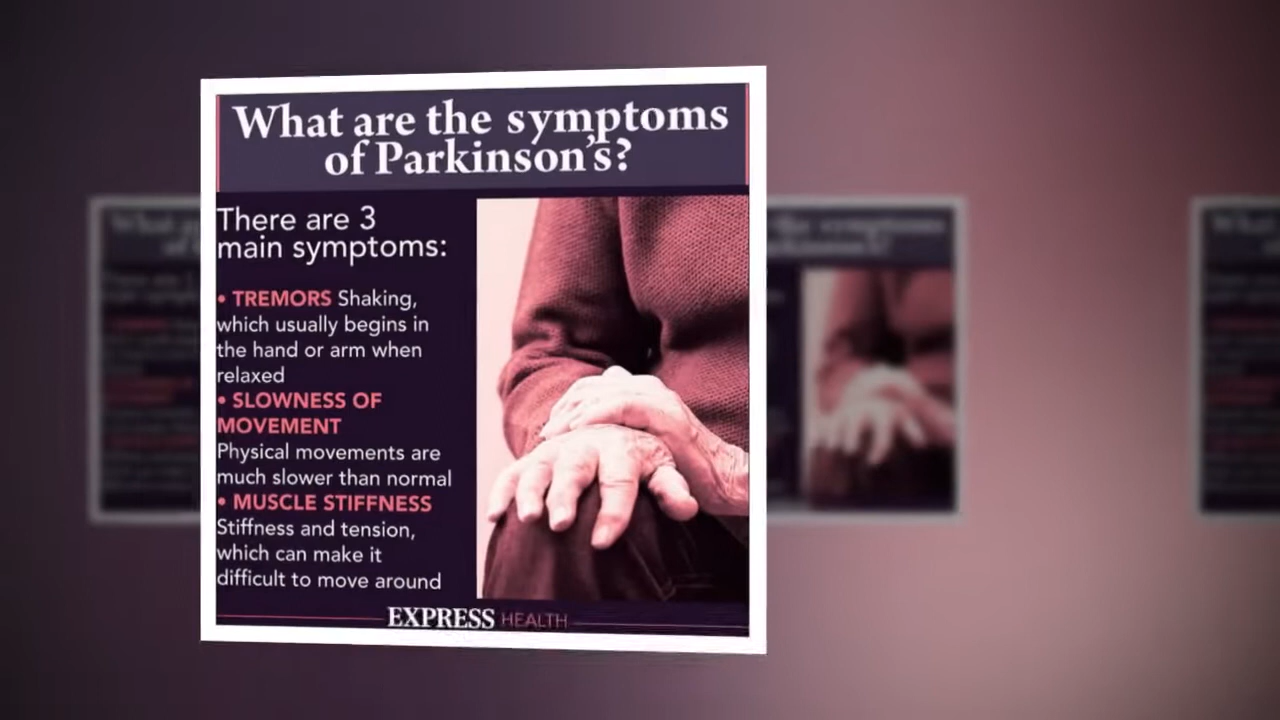 What are the symptoms
of Parkinson's?
There are 3
main symptoms:
• TREMORS Shaking,
which usually begins in
the hand or arm when
relaxed
• SLOWNESS OF
MOVEMENT
Physical movements are
much slower than normal
• MUSCLE STIFFNESS
Stiffness and tension,
which can make it
difficult to move around
EXPRESS HEALTH